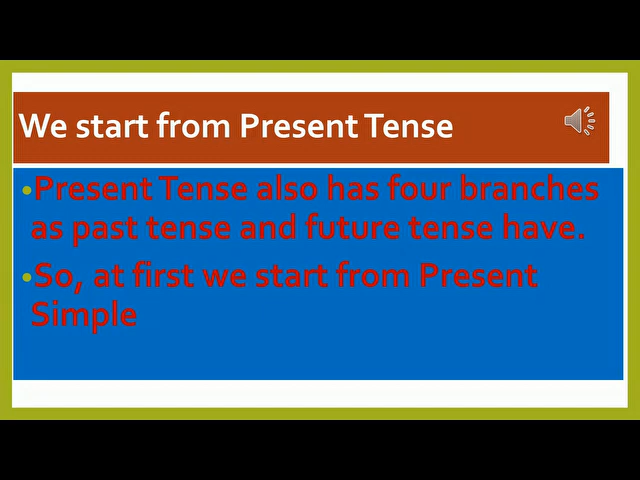 We start from Present Tense
•Present Tense also has four branches
as past tense and future tense have.
•So, at first we start from Present
Simple